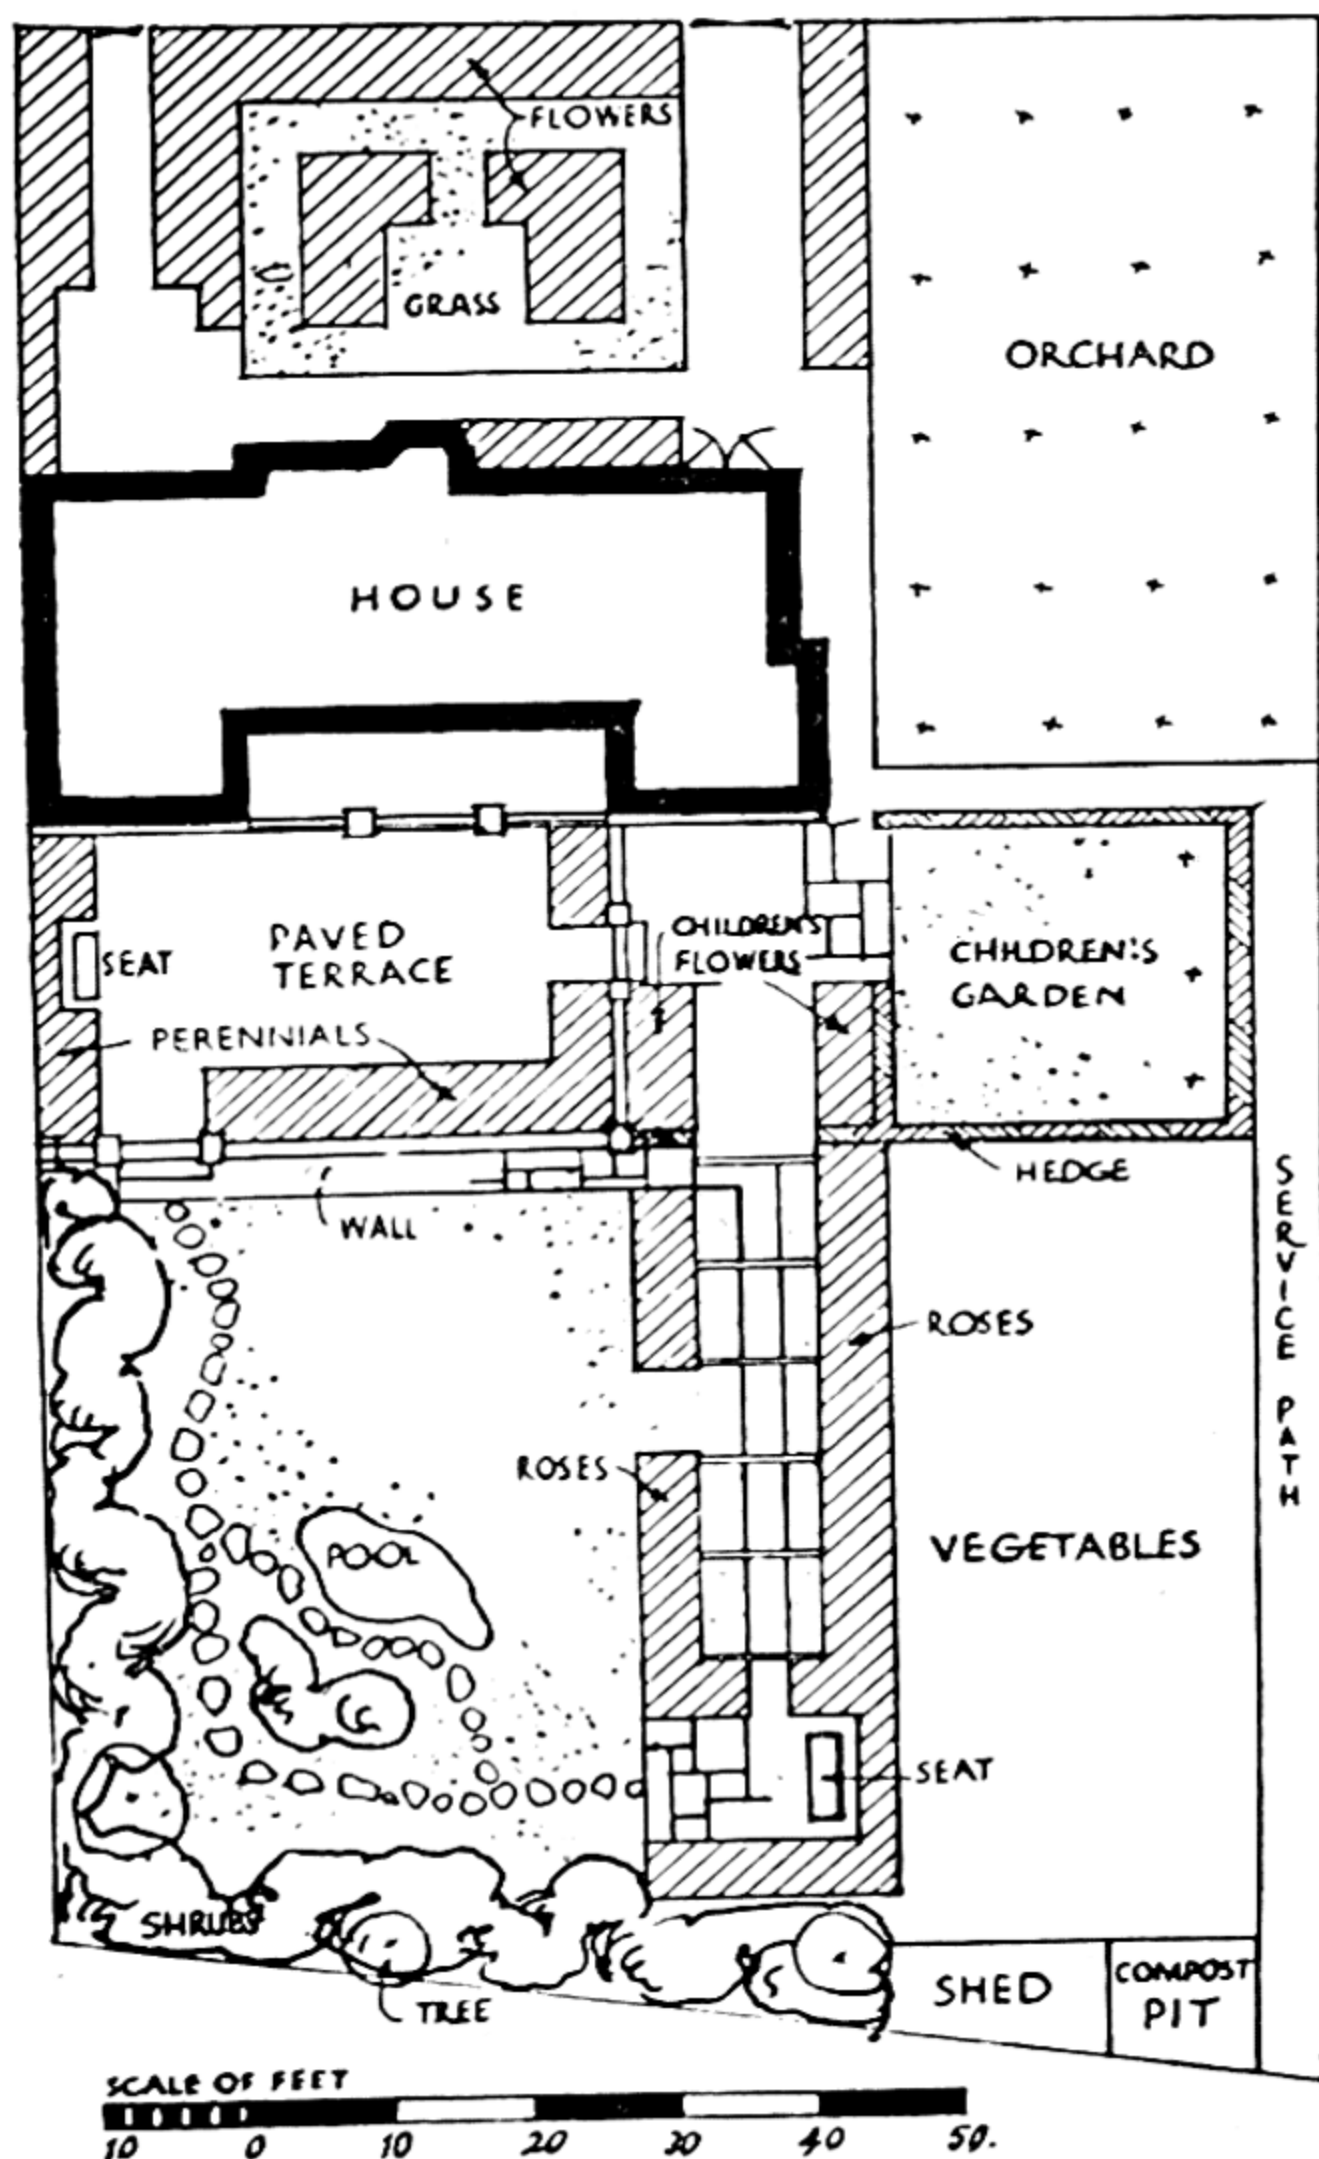 FLOWERS
GRASS
ORCHARD
HOUSE
CHILDREN'S
FLOWERS
PAVED
TERRACE
SEAT
CHILDREN'S
GARDEN
PERENNIALS
HEDGE
WALL
SERVICE PATH
ROSES
ROSES
VEGETABLES
POOL
SEAT
SHRUBS
TREE
SHED
COMPOST
PIT
SCALE OF FEET
10 0 10 20 30 40 50.